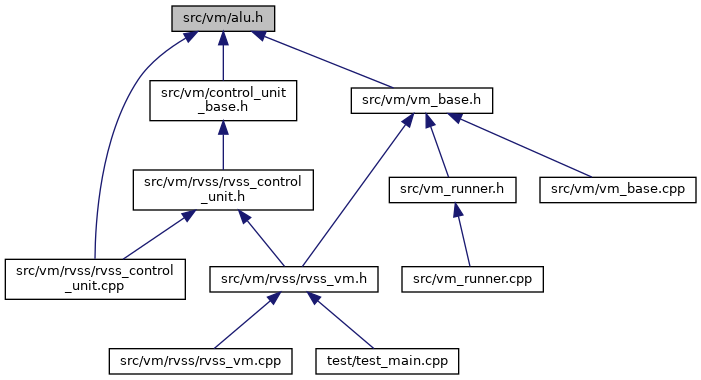 src/vm/alu.h
src/vm/control_unit
_base.h
src/vm/vm_base.h
src/vm/rvss/rvss_control
_unit.h
src/vm_runner.h
src/vm/vm_base.cpp
src/vm/rvss/rvss_control
_unit.cpp
src/vm/rvss/rvss_vm.h
src/vm_runner.cpp
src/vm/rvss/rvss_vm.cpp
test/test_main.cpp